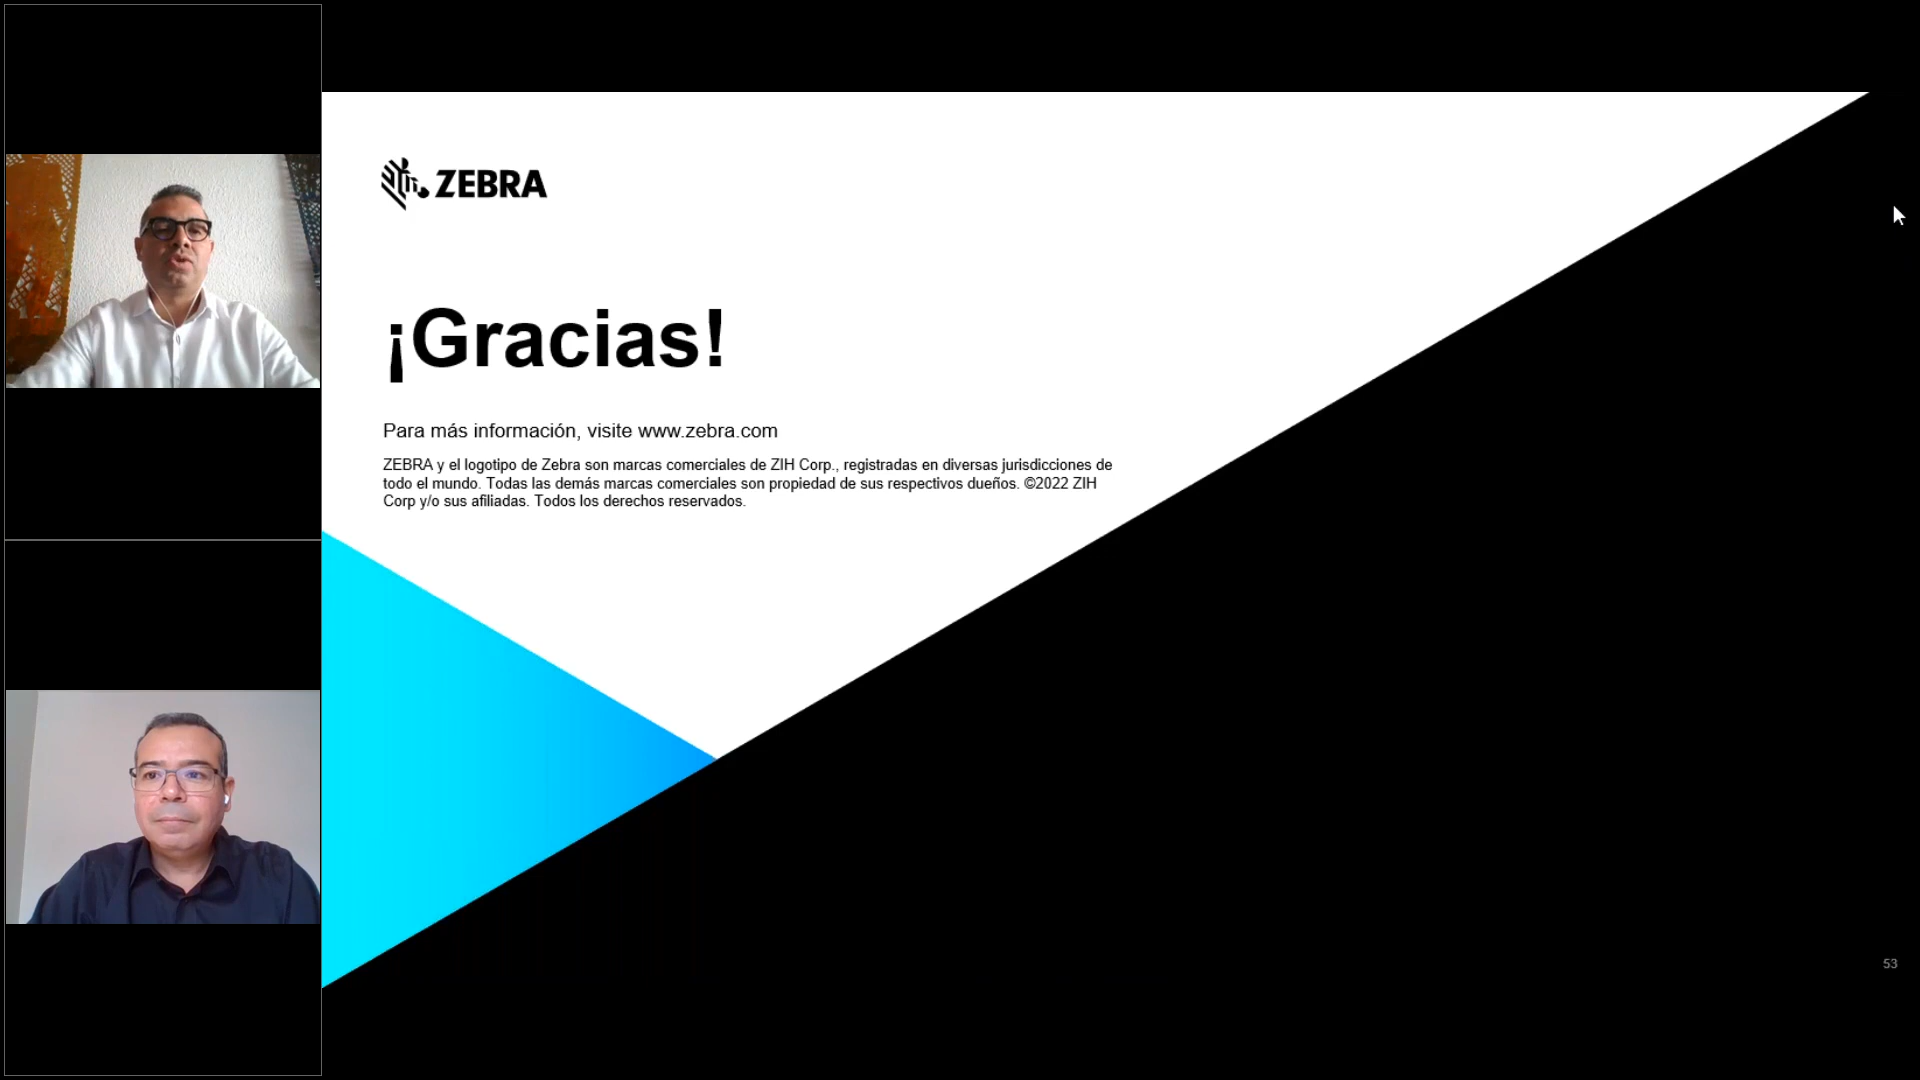 ZEBRA
¡Gracias!
Para más información, visite www.zebra.com
ZEBRA y el logotipo de Zebra son marcas comerciales de ZIH Corp., registradas en diversas jurisdicciones de
todo el mundo. Todas las demás marcas comerciales son propiedad de sus respectivos dueños. ©2022 ZIH
Corp y/o sus afiliadas. Todos los derechos reservados.
53